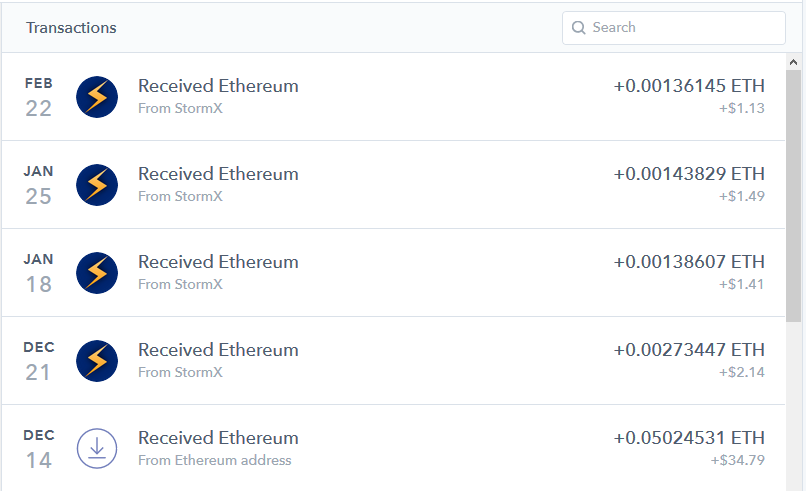 Transactions
Search
FEB
22
Received Ethereum
From StormX
+0.00136145 ETH
+$1.13
JAN
25
Received Ethereum
From StormX
+0.00143829 ETH
+$1.49
JAN
18
Received Ethereum
From StormX
+0.00138607 ETH
+$1.41
DEC
21
Received Ethereum
From StormX
+0.00273447 ETH
+$2.14
DEC
14
Received Ethereum
From Ethereum address
+0.05024531 ETH
+$34.79